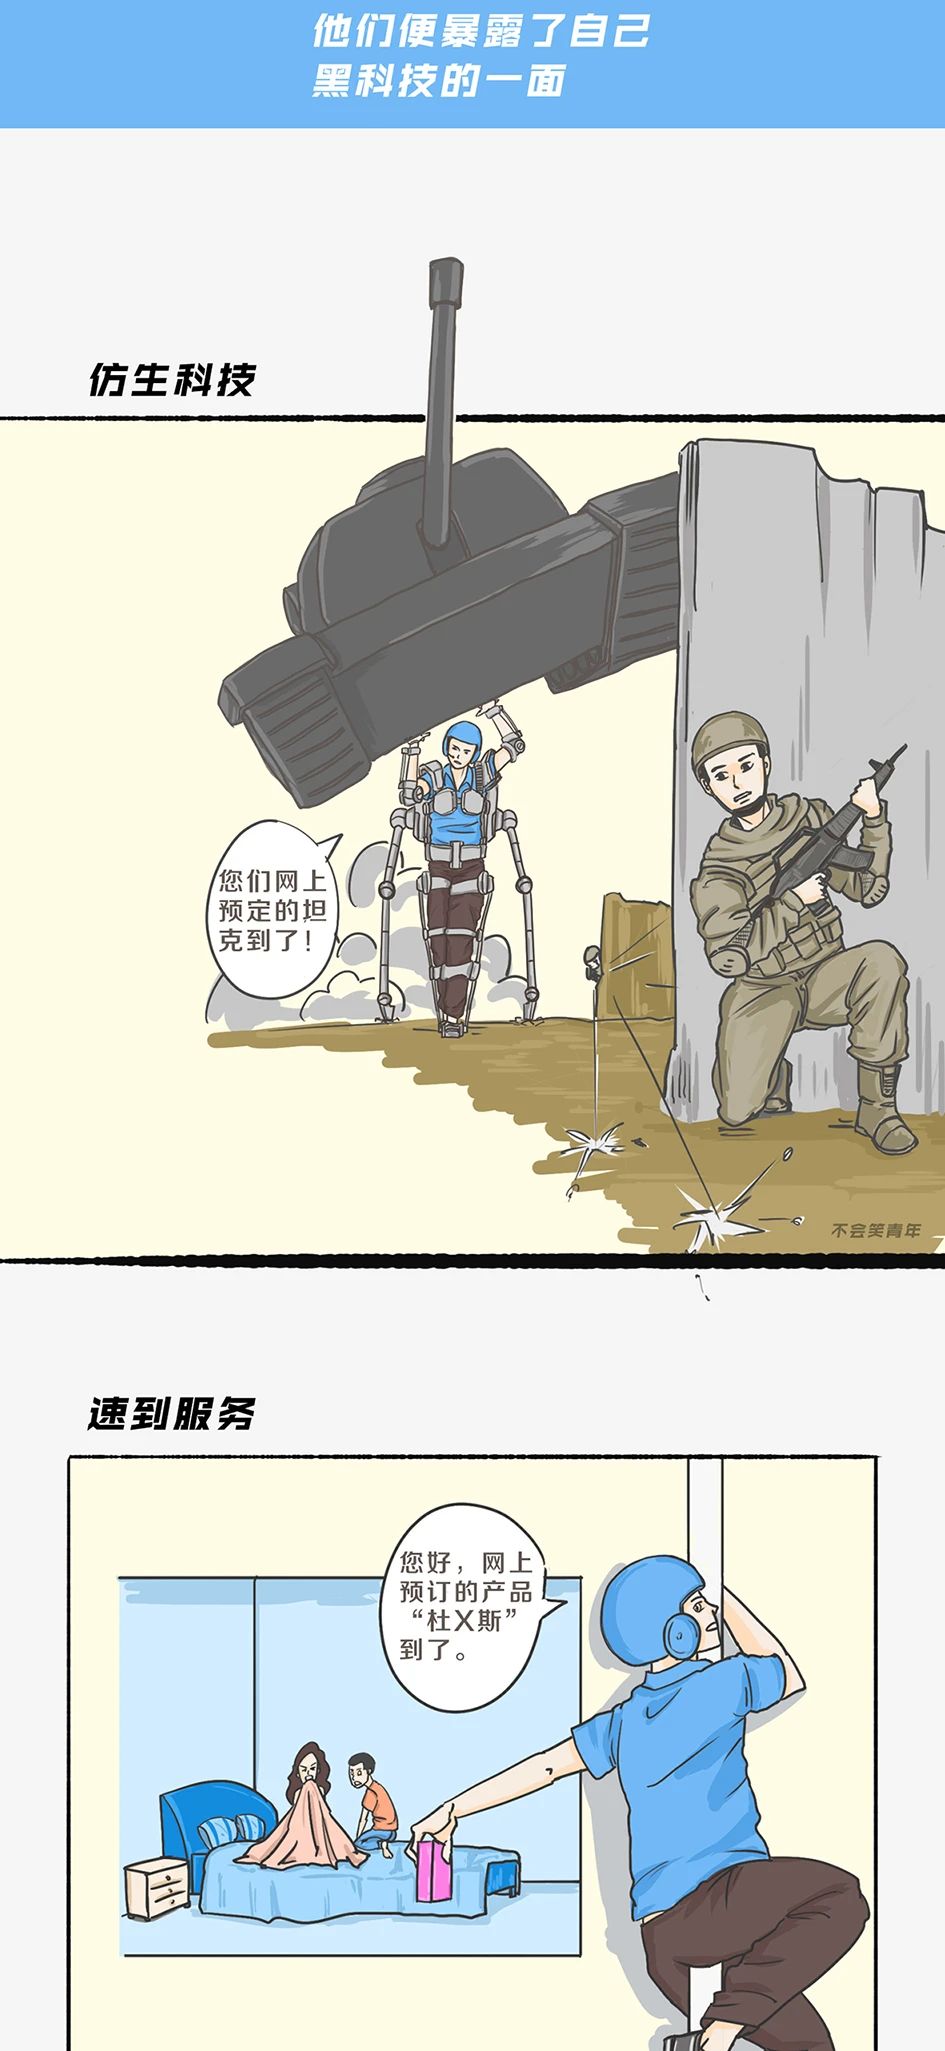 他们便暴露了自己
黑科技的一面
仿生科技
您们网上
预定的坦
克到了！
不会笑青年
速到服务
您好，网上
预订的产品
“杜X斯”
到了。